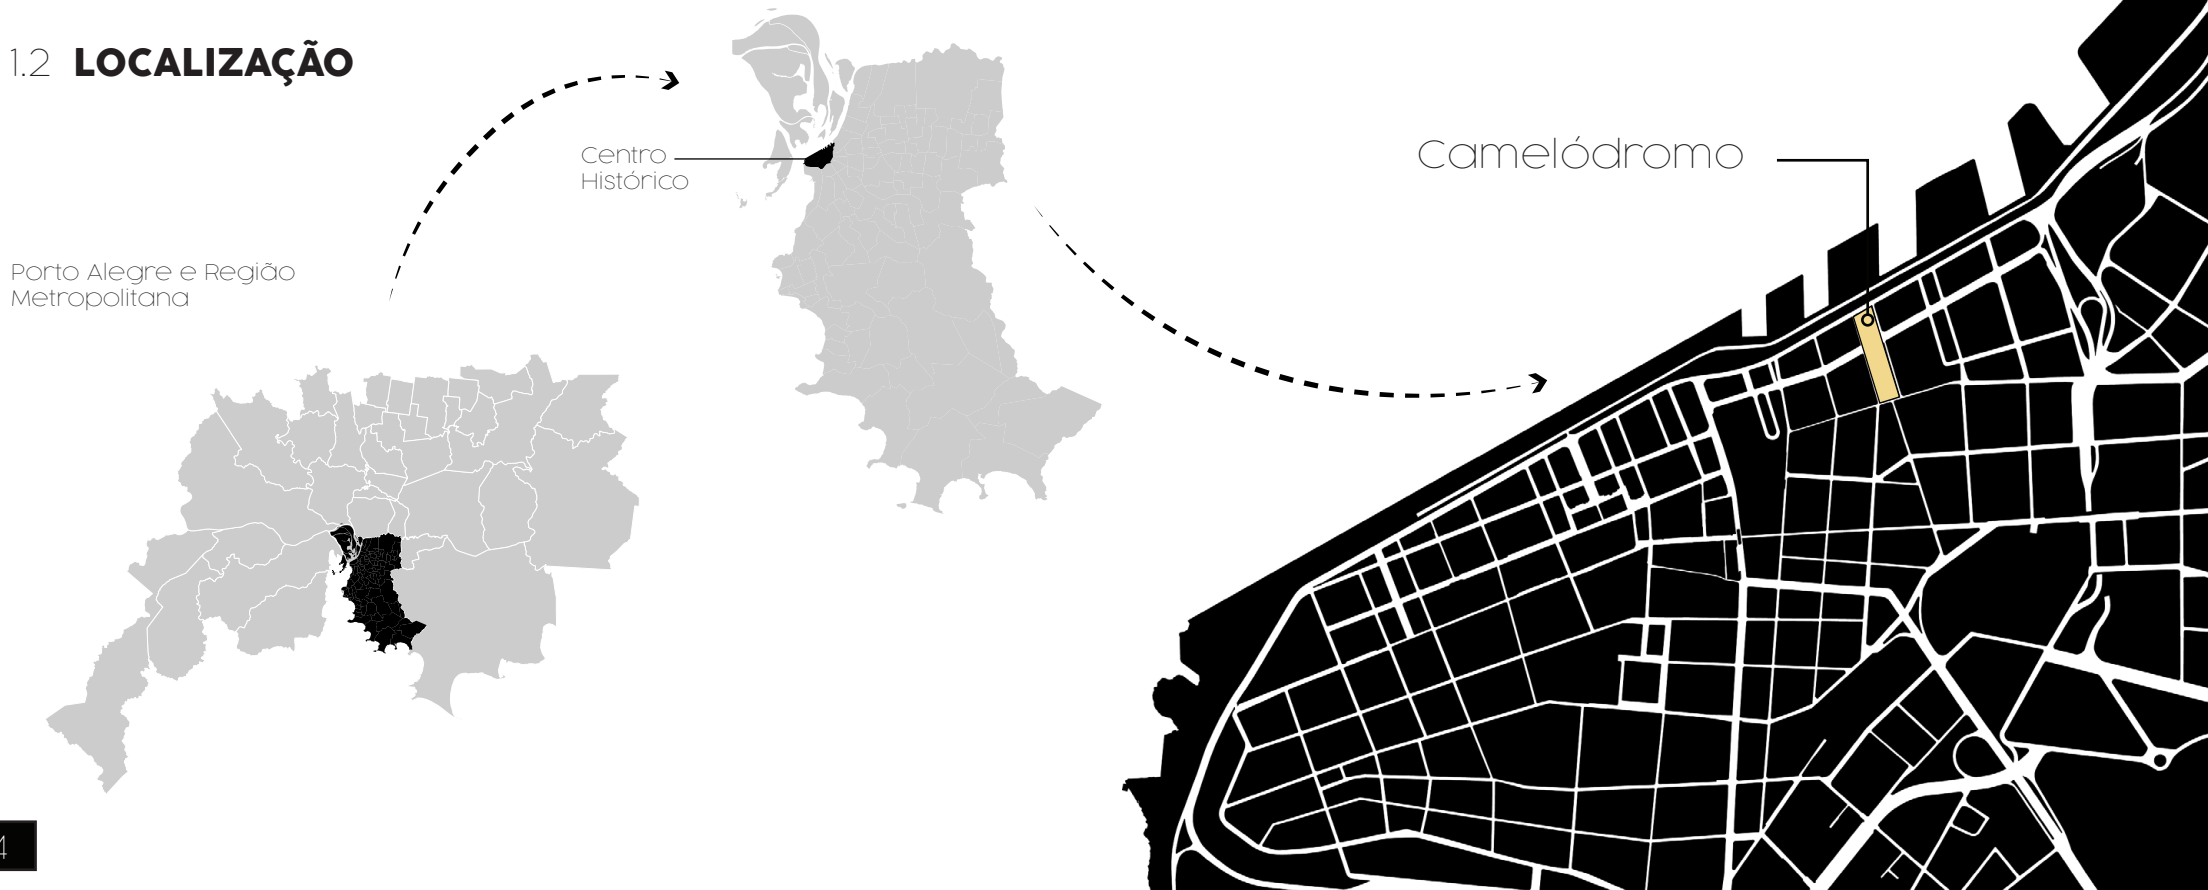 1.2 LOCALIZAÇÃO
Centro
Histórico
Camelódromo
Porto Alegre e Região
Metropolitana
4